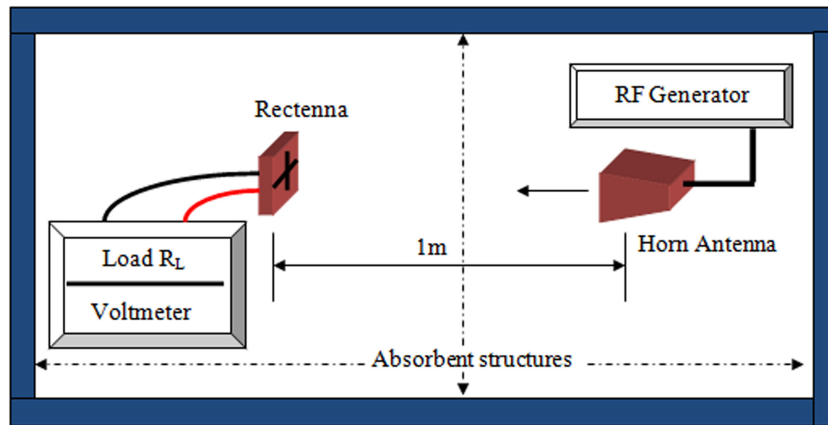 RF Generator
Rectenna
Horn Antenna
1m
Load RL
Voltmeter
Absorbent structures